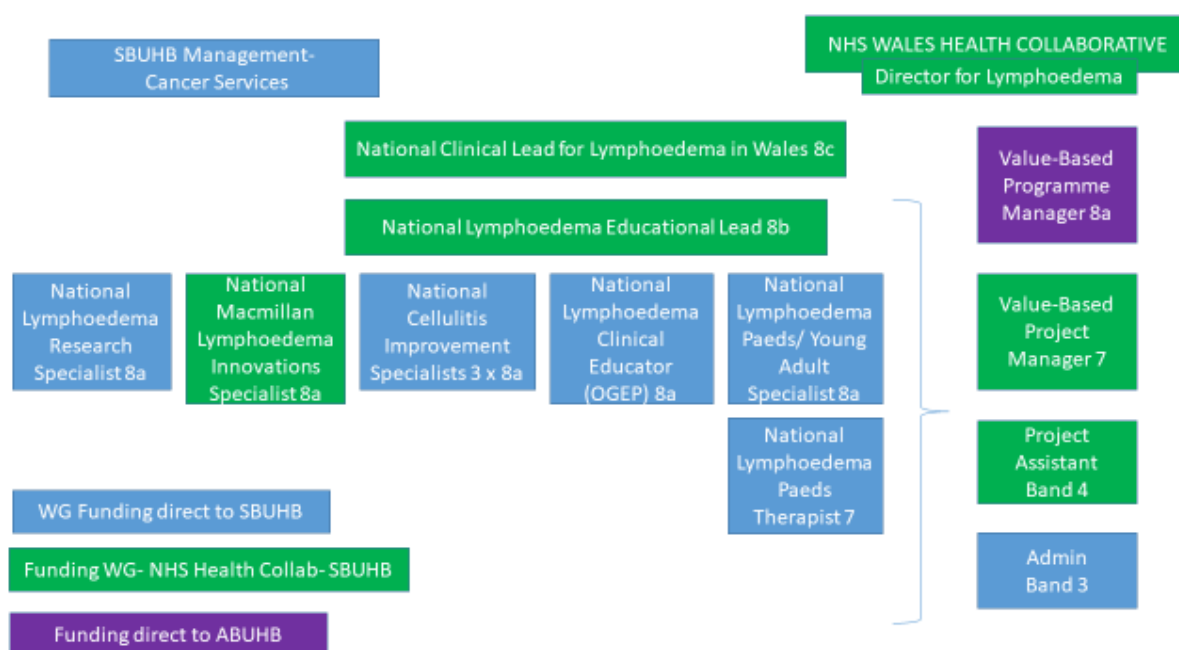 SBUHB Management-
Cancer Services
NHS WALES HEALTH COLLABORATIVE
Director for Lymphoedema
National Clinical Lead for Lymphoedema in Wales 8c
National Lymphoedema Educational Lead 8b
Value-Based
Programme
Manager 8a
National
Lymphoedema
Research
Specialist 8a
National
Macmillan
Lymphoedema
Innovations
Specialist 8a
National
Cellulitis
Improvement
Specialists 3 x 8a
National
Lymphoedema
Clinical
Educator
(OGEP) 8a
National
Lymphoedema
Paeds/ Young
Adult
Specialist 8a
Value-Based
Project
Manager 7
National
Lymphoedema
Paeds
Therapist 7
Project
Assistant
Band 4
WG Funding direct to SBUHB
Funding WG- NHS Health Collab- SBUHB
Funding direct to ABUHB
Admin
Band 3